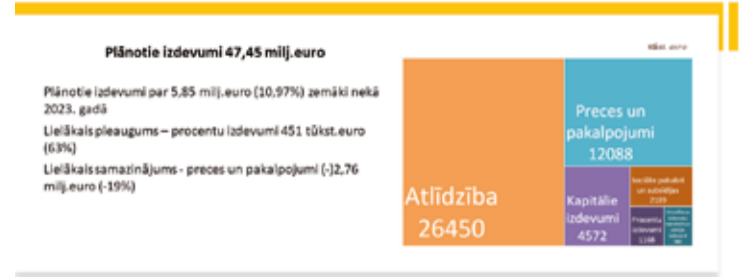 Plānotie izdevumi 47,45 milj.euro
Plānotie izdevumi par 5,85 milj.euro (10,97%) zemāki nekā
2023. gadā
Lielākais pleaugums – procentu izdevumi 451 tūkst.euro
(63%)
Lielākais samazinājums - preces un pakalpojumi (-)2,76
milj.euro (-19%)
tūkst. euro
Atlīdzība
26450
Preces un
pakalpojumi
12088
Kapitālie
izdevumi
4572
Sociālie pabalsti
un subsīdijas
Procentu
izdevumi
1168